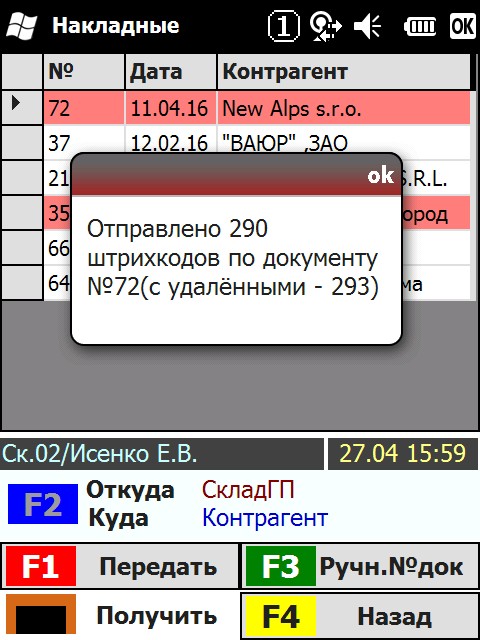 Накладные 1 OK
№ Дата Контрагент
72 11.04.16 New Alps s.r.o.
37 12.02.16 "ВАЮР" ,ЗАО
21 S.R.L.
35 ород
66
64 ма
ok
Отправлено 290
штрихкодов по документу
№72(с удалёнными - 293)
Ск.02/Исенко Е.В. 27.04 15:59
F2 Откуда СкладГП
Куда Контрагент
F1 Передать F3 Ручн.№док
Получить F4 Назад